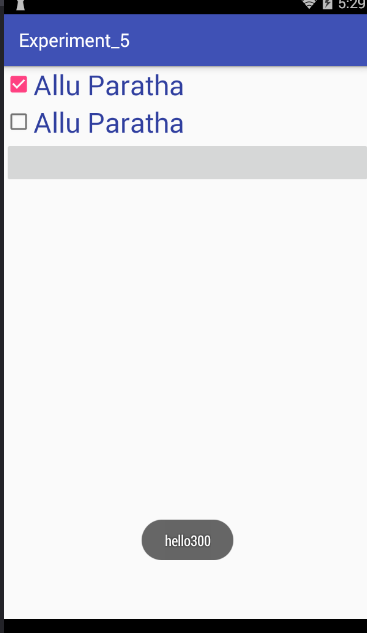 5:29
Experiment_5
Allu Paratha
Allu Paratha
hello300